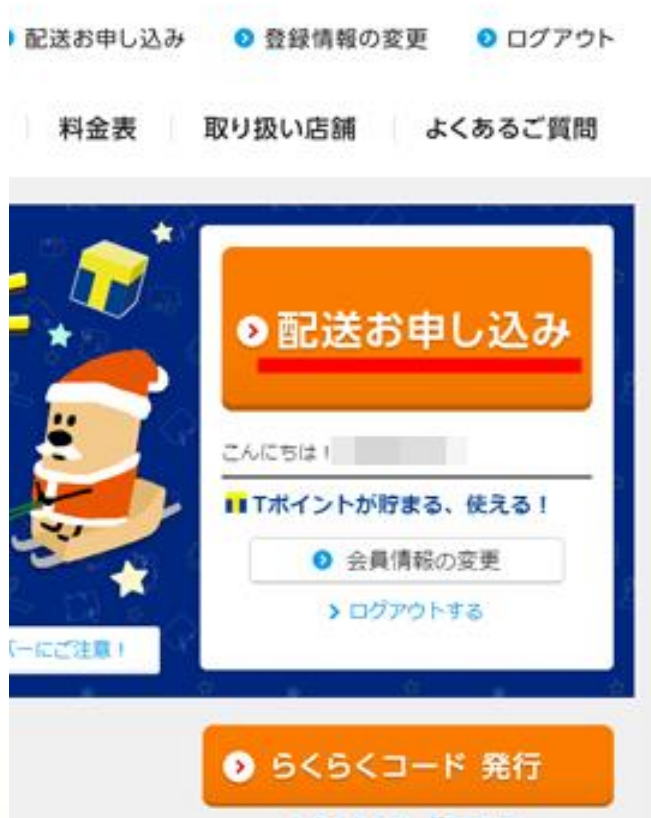 配送お申し込み
登録情報の変更
ログアウト
料金表
取り扱い店舗
よくあるご質問
T
配送お申し込み
こんにちは！
Tポイントが貯まる、使える！
会員情報の変更
ログアウトする
バーにご注意！
らくらくコード 発行